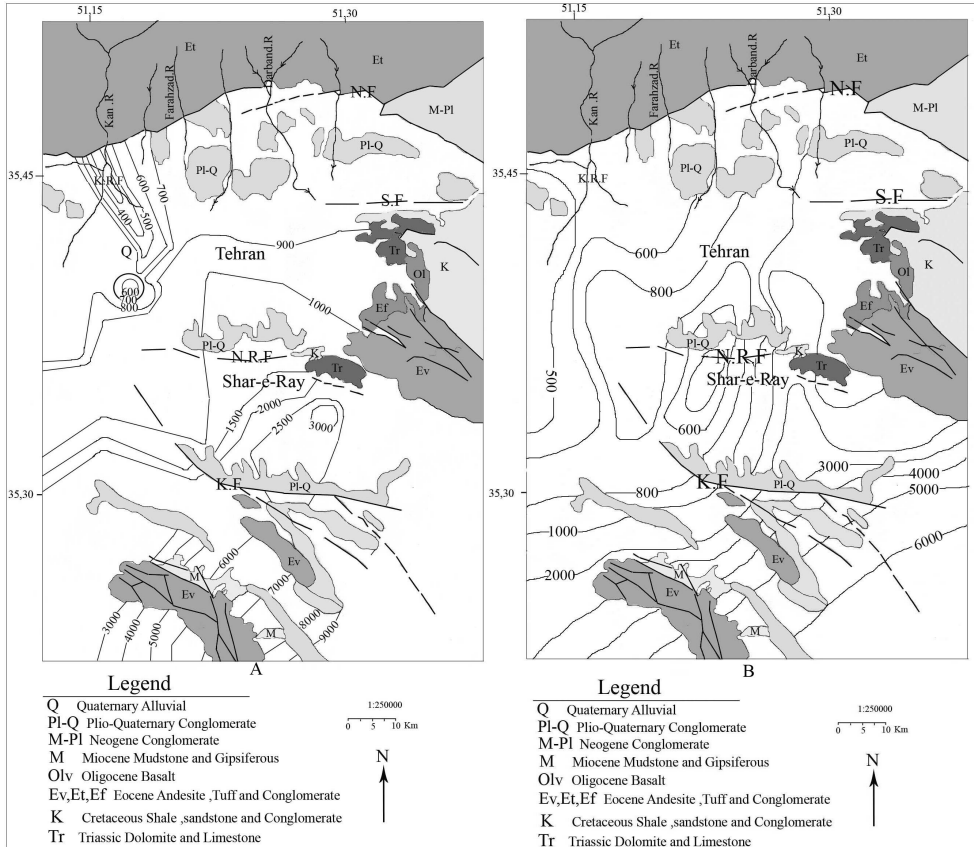 51,15
51,30
Et
Et
Kan .R
Farahzad.R
Darband.R
N.F
M-Pl
Pl-Q
Pl-Q
35,45
K.R.F
600
700
500
400
S.F
Q
900
Tehran
Tr
K
Ol
600
700
800
1000
Ef
Pl-Q
N.R.F
K
Tr
Ev
Shar-e-Ray
1500
2000
2500
3000
K.F
Pl-Q
35,30
Ev
6000
M
7000
Ev
8000
3000
4000
5000
M
9000
A
Legend
Q Quaternary Alluvial
Pl-Q Plio-Quaternary Conglomerate
M-Pl Neogene Conglomerate
M Miocene Mudstone and Gipsiferous
Olv Oligocene Basalt
Ev,Et,Ef Eocene Andesite ,Tuff and Conglomerate
K Cretaceous Shale ,sandstone and Conglomerate
Tr Triassic Dolomite and Limestone
1:250000
0 5 10 Km
N
51,15
51,30
Et
Et
Kan .R
Farahzad.R
Darband.R
N.F
M-Pl
Pl-Q
Pl-Q
35,45
K.R.F
S.F
600
Tehran
Tr
K
Ol
800
Ef
Pl-Q
N.R.F
K
Tr
Ev
500
Shar-e-Ray
600
3000
4000
5000
K.F
Pl-Q
35,30
800
1000
6000
2000
Ev
M
Ev
M
B
Legend
Q Quaternary Alluvial
Pl-Q Plio-Quaternary Conglomerate
M-Pl Neogene Conglomerate
M Miocene Mudstone and Gipsiferous
Olv Oligocene Basalt
Ev,Et,Ef Eocene Andesite ,Tuff and Conglomerate
K Cretaceous Shale ,sandstone and Conglomerate
Tr Triassic Dolomite and Limestone
1:250000
0 5 10 Km
N